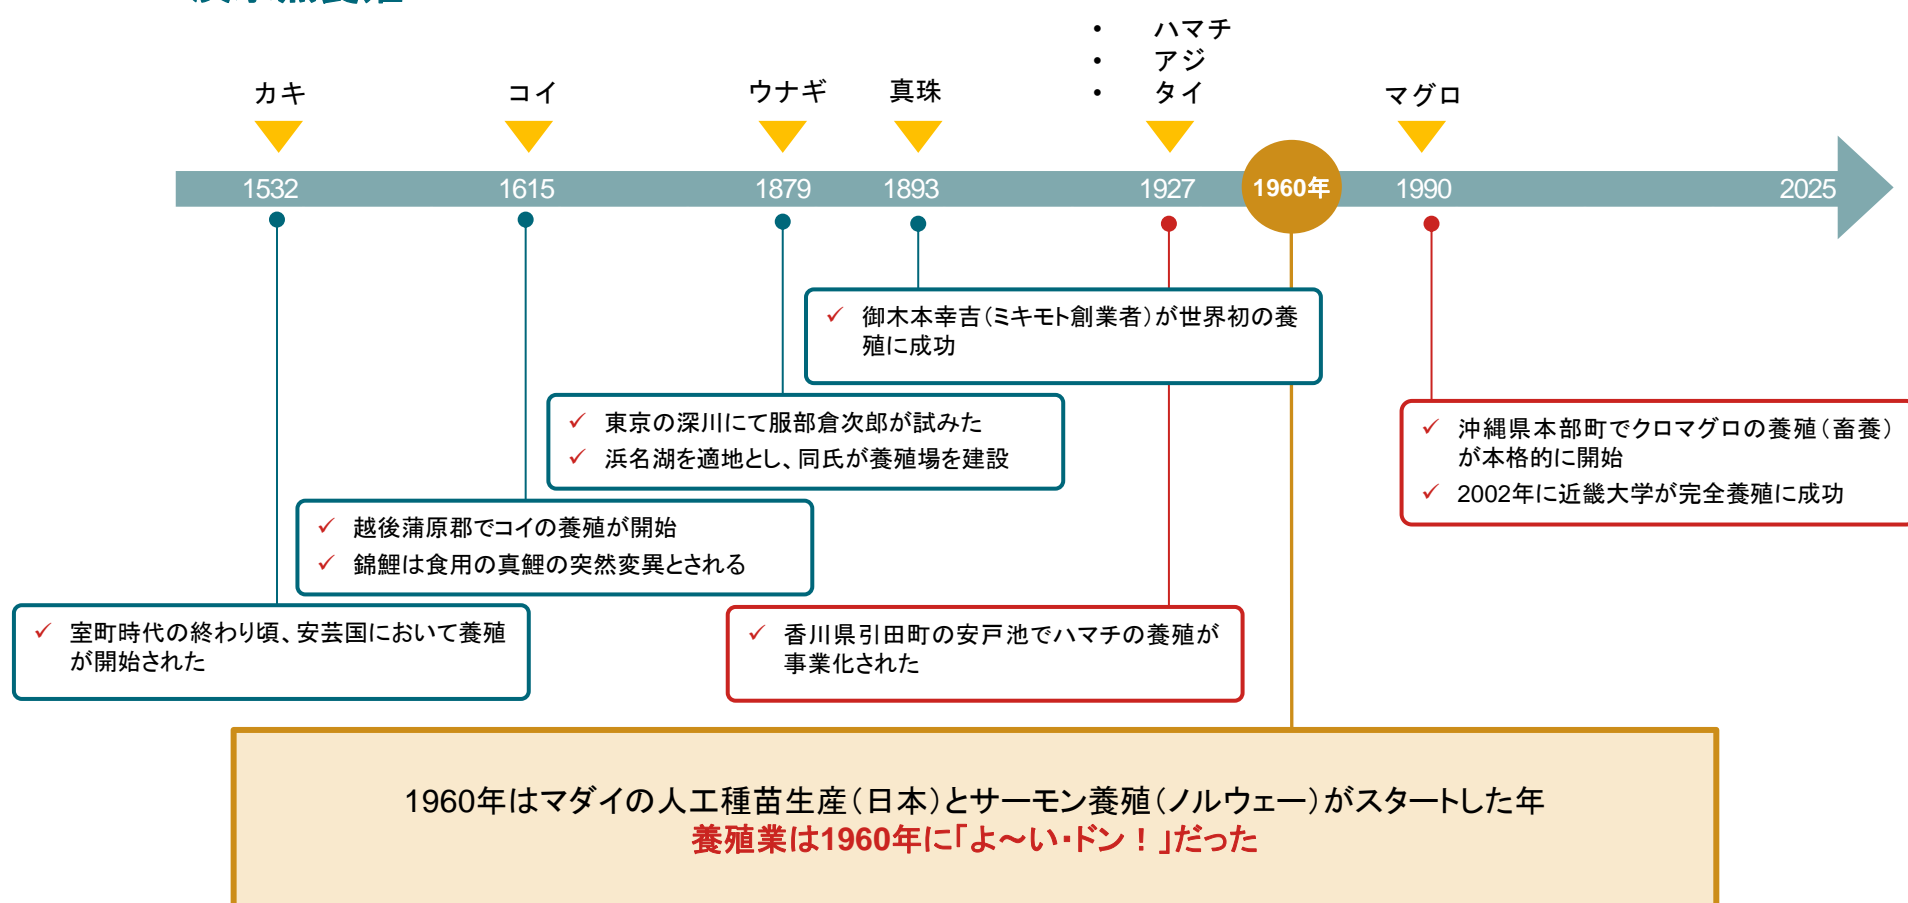 • ハマチ
• アジ
• タイ
カキ
コイ
ウナギ
真珠
マグロ
1532
1615
1879
1893
1927
1960年
1990
2025
✓ 御木本幸吉（ミキモト創業者）が世界初の養
殖に成功
✓ 東京の深川にて服部倉次郎が試みた
✓ 浜名湖を適地とし、同氏が養殖場を建設
✓ 沖縄県本部町でクロマグロの養殖（畜養）
が本格的に開始
✓ 2002年に近畿大学が完全養殖に成功
✓ 越後蒲原郡でコイの養殖が開始
✓ 錦鯉は食用の真鯉の突然変異とされる
✓ 室町時代の終わり頃、安芸国において養殖
が開始された
✓ 香川県引田町の安戸池でハマチの養殖が
事業化された
1960年はマダイの人工種苗生産（日本）とサーモン養殖（ノルウェー）がスタートした年
養殖業は1960年に「よ～い・ドン！」だった